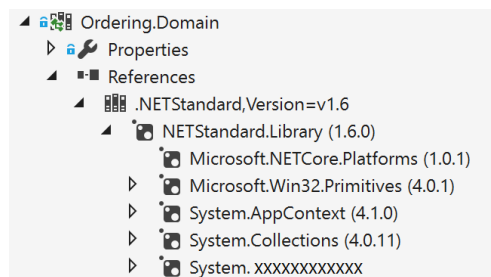 Ordering.Domain
Properties
References
.NETStandard,Version=v1.6
NETStandard.Library (1.6.0)
Microsoft.NETCore.Platforms (1.0.1)
Microsoft.Win32.Primitives (4.0.1)
System.AppContext (4.1.0)
System.Collections (4.0.11)
System. xxxxxxxxxxxx